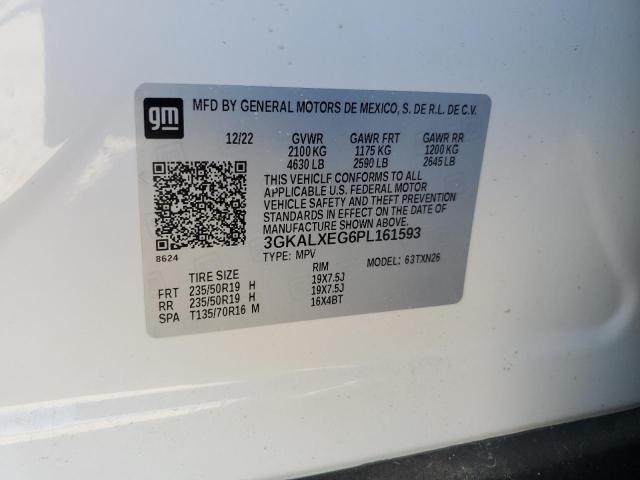 gm MFD BY GENERAL MOTORS DE MEXICO, S. DE R.L. DE C.V.
12/22 GVWR GAWR FRT GAWR RR
2100 KG 1175 KG 1200 KG
4630 LB 2590 LB 2645 LB
THIS VEHICLE CONFORMS TO ALL
APPLICABLE U.S. FEDERAL MOTOR
VEHICLE SAFETY AND THEFT PREVENTION
STANDARDS IN EFFECT ON THE DATE OF
MANUFACTURE SHOWN ABOVE.
3GKALXEG6PL161593
8624 TYPE: MPV MODEL: 63TXN26
TIRE SIZE RIM
FRT 235/50R19 H 19X7.5J
RR 235/50R19 H 19X7.5J
SPA T135/70R16 M 16X4BT